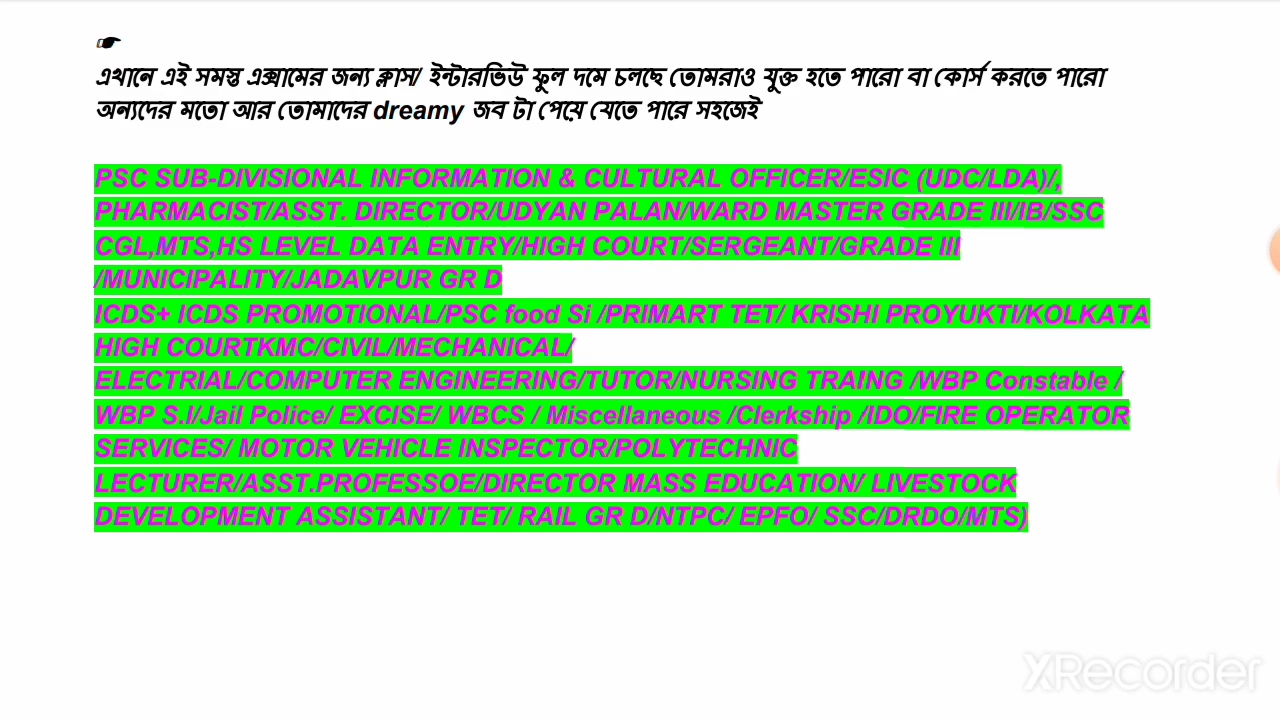 ☛
এখানে এই সমস্ত এক্সামের জন্য ক্লাস/ ইন্টারভিউ ফুল দমে চলছে তোমরাও যুক্ত হতে পারো বা কোর্স করতে পারো
অন্যদের মতো আর তোমাদের dreamy জব টা পেয়ে যেতে পারে সহজেই
PSC SUB-DIVISIONAL INFORMATION & CULTURAL OFFICER/ESIC (UDC/LDA)/,
PHARMACIST/ASST. DIRECTOR/UDYAN PALAN/WARD MASTER GRADE III/IB/SSC
CGL,MTS,HS LEVEL DATA ENTRY/HIGH COURT/SERGEANT/GRADE III
/MUNICIPALITY/JADAVPUR GR D
ICDS+ ICDS PROMOTIONAL/PSC food Si /PRIMART TET/ KRISHI PROYUKTI/KOLKATA
HIGH COURTKMC/CIVIL/MECHANICAL/
ELECTRIAL/COMPUTER ENGINEERING/TUTOR/NURSING TRAING /WBP Constable /
WBP S.I/Jail Police/ EXCISE/ WBCS / Miscellaneous /Clerkship /IDO/FIRE OPERATOR
SERVICES/ MOTOR VEHICLE INSPECTOR/POLYTECHNIC
LECTURER/ASST.PROFESSOE/DIRECTOR MASS EDUCATION/ LIVESTOCK
DEVELOPMENT ASSISTANT/ TET/ RAIL GR D/NTPC/ EPFO/ SSC/DRDO/MTS)
XRecorder